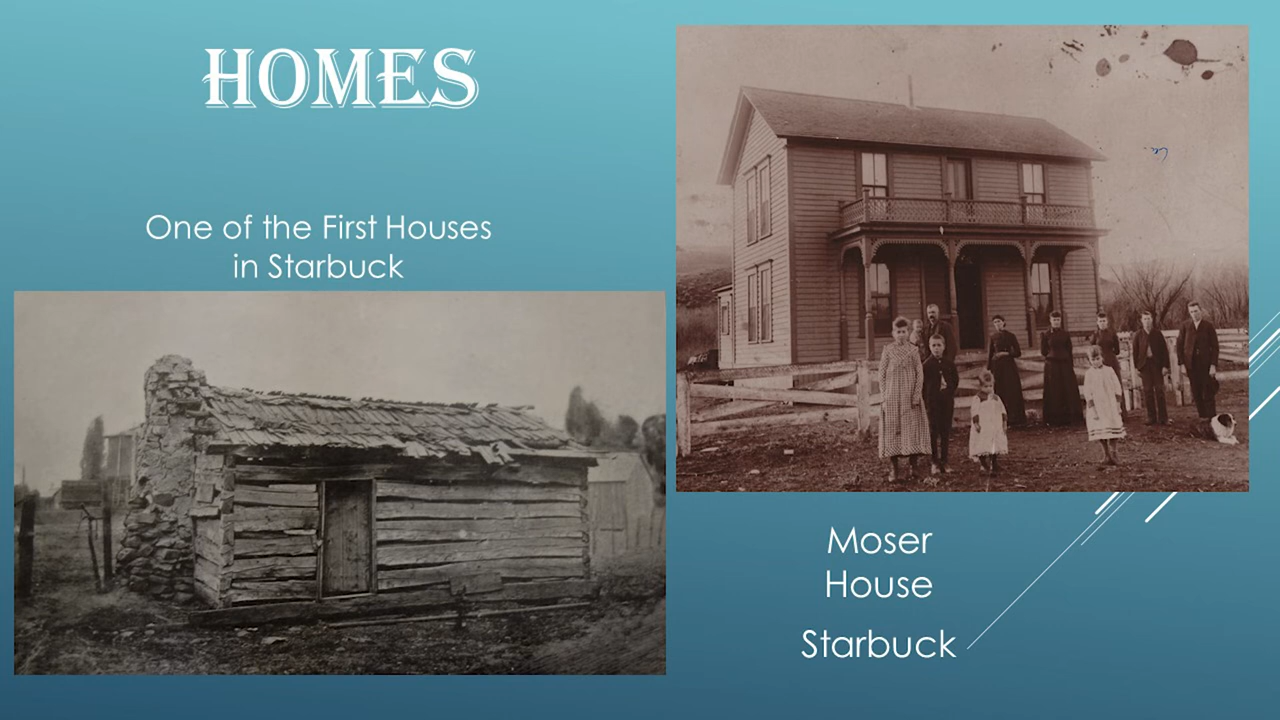 HOMES
One of the First Houses
in Starbuck
Moser
House
Starbuck